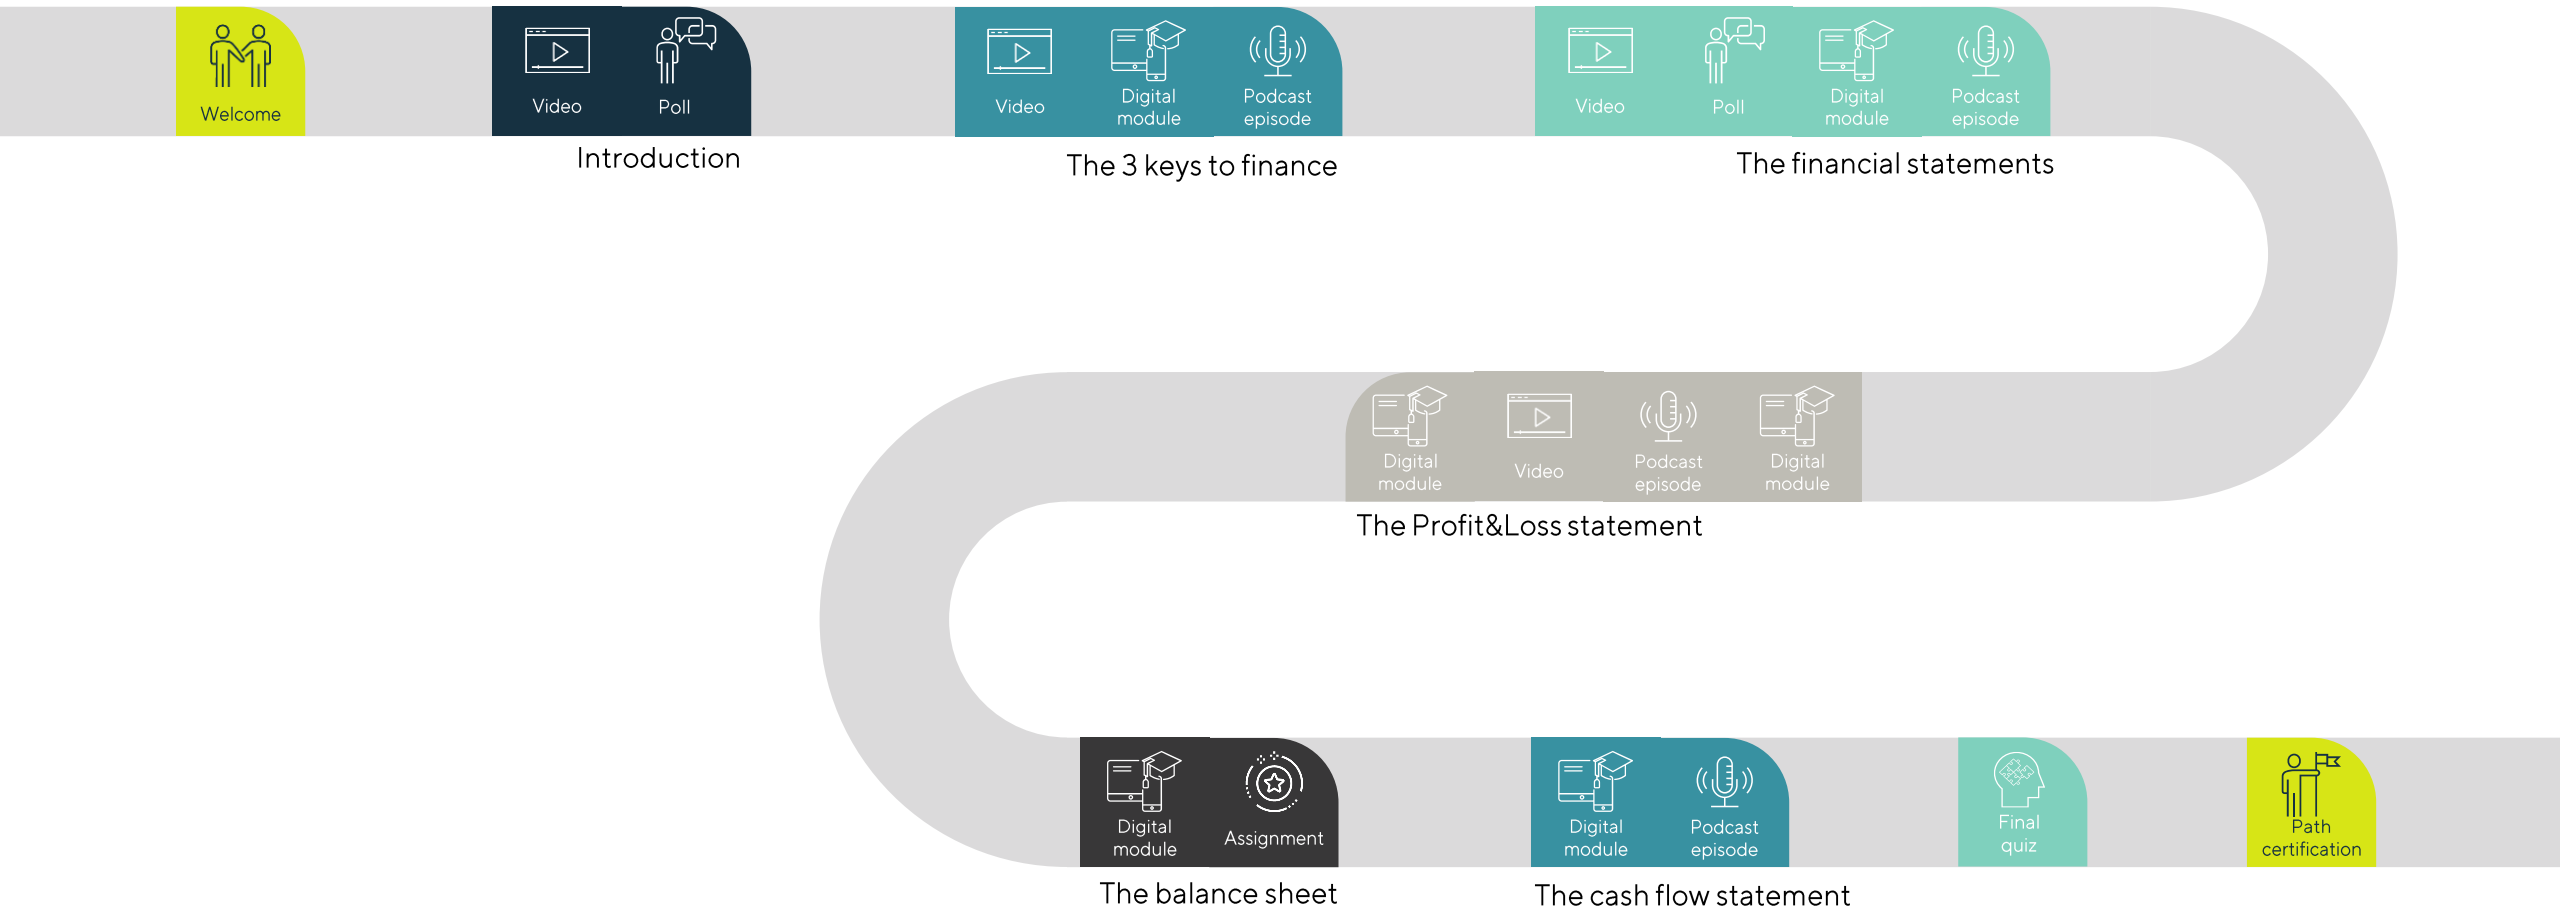 Welcome
Video
Poll
Introduction
Video
Digital
module
Podcast
episode
The 3 keys to finance
Video
Poll
Digital
module
Podcast
episode
The financial statements
Digital
module
Video
Podcast
episode
Digital
module
The Profit&Loss statement
Digital
module
Assignment
The balance sheet
Digital
module
Podcast
episode
The cash flow statement
Final
quiz
Path
certification